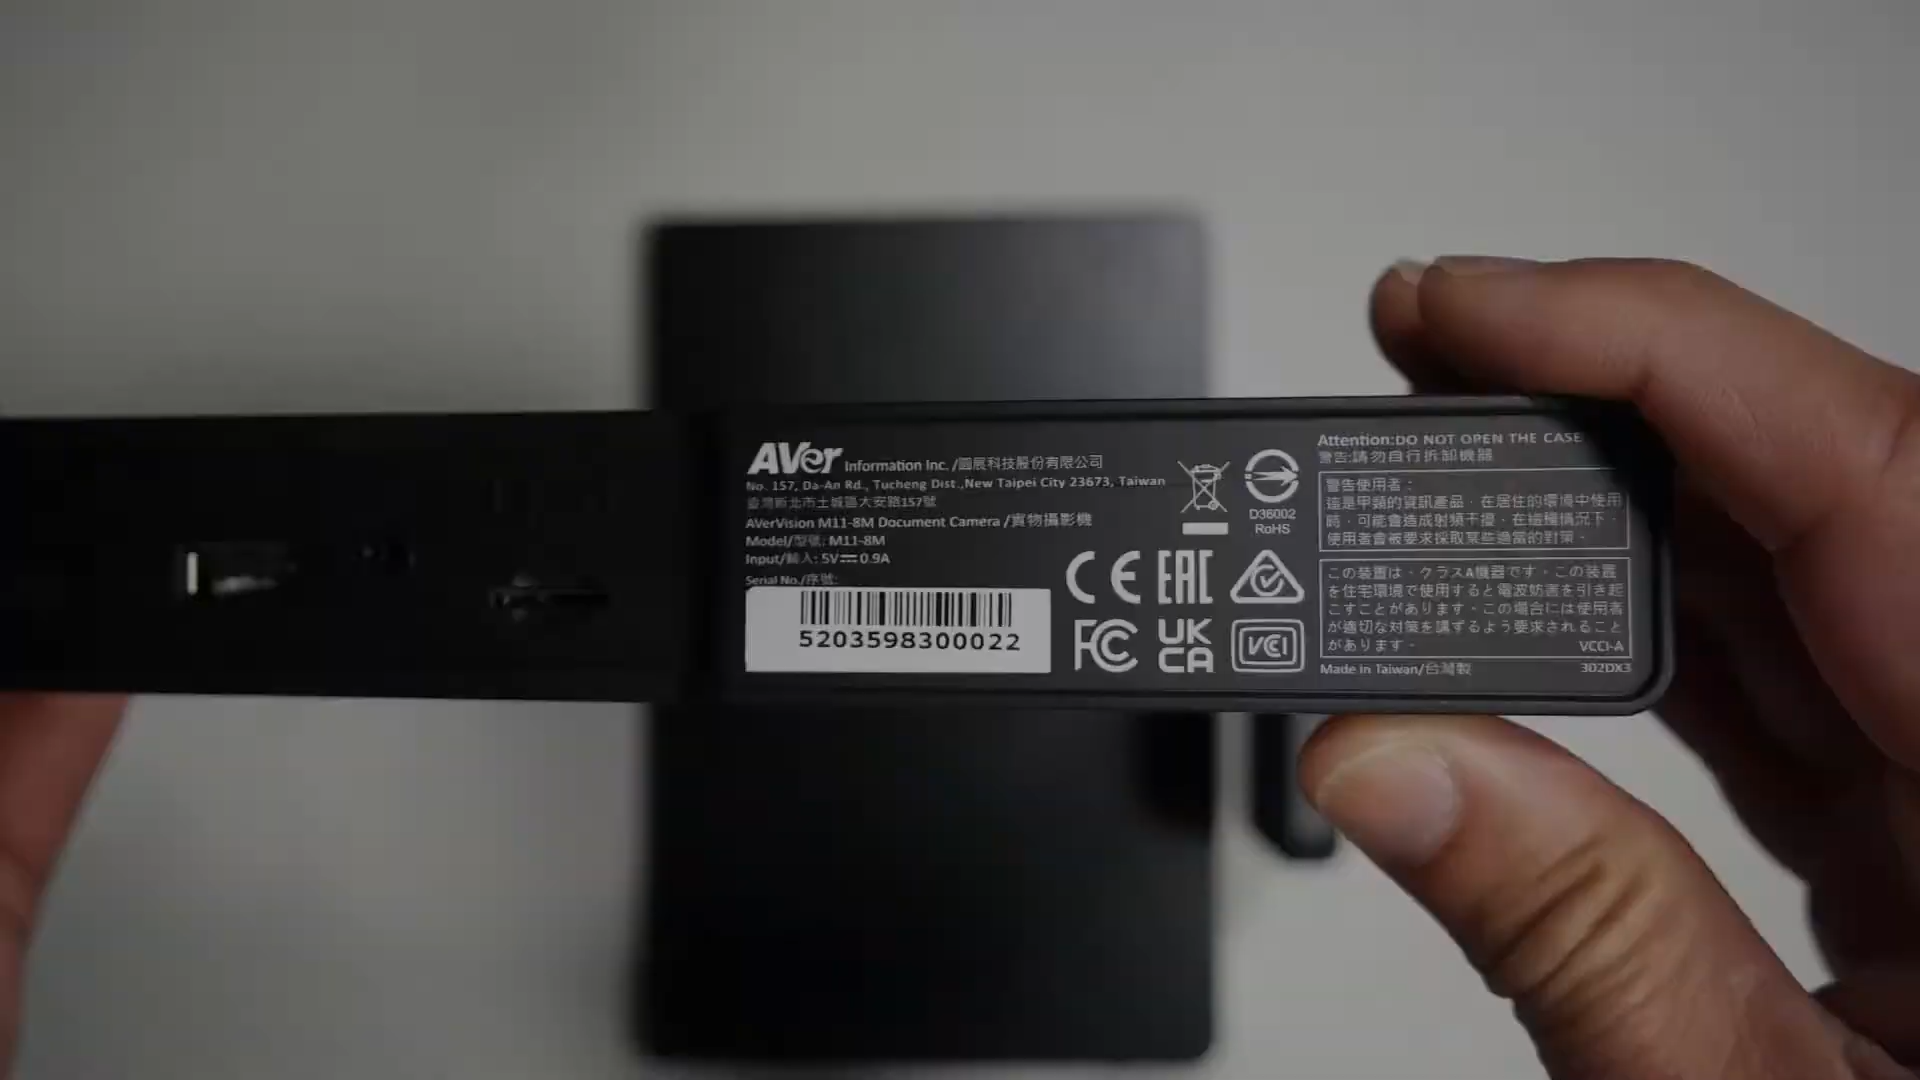 AVer Information Inc. /圓展科技股份有限公司
No. 157, Da-An Rd., Tucheng Dist.,New Taipei City 23673, Taiwan
臺灣新北市土城區大安路157號
AVerVision M11-8M Document Camera /實物攝影機
Model/型號: M11-8M
Input/輸入: 5V⎓0.9A
Serial No./序號:
5203598300022
D36002
RoHS
CE EAC
FC UK CA VCI
Attention:DO NOT OPEN THE CASE
警告:請勿自行拆卸機器
警告使用者：
這是甲類的資訊產品，在居住的環境中使用
時，可能會造成射頻干擾，在這種情況下，
使用者會被要求採取某些適當的對策。
この装置は、クラスA機器です。この装置
を住宅環境で使用すると電波妨害を引き起
こすことがあります。この場合には使用者
が適切な対策を講ずるよう要求されること
があります。 VCCI-A
Made in Taiwan/台灣製 302DX3